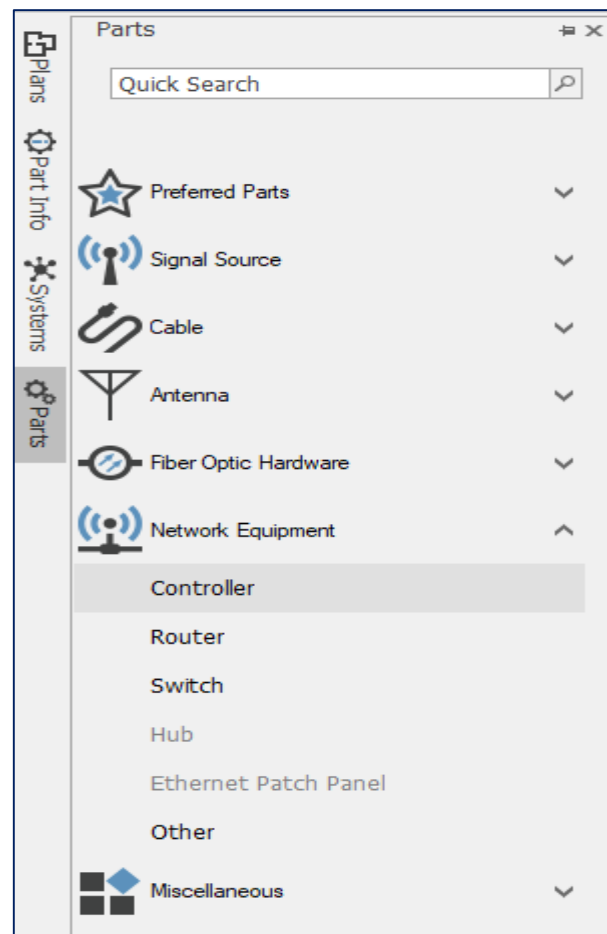 Parts
Quick Search
Plans
Part Info
Systems
Parts
Preferred Parts
Signal Source
Cable
Antenna
Fiber Optic Hardware
Network Equipment
Controller
Router
Switch
Hub
Ethernet Patch Panel
Other
Miscellaneous